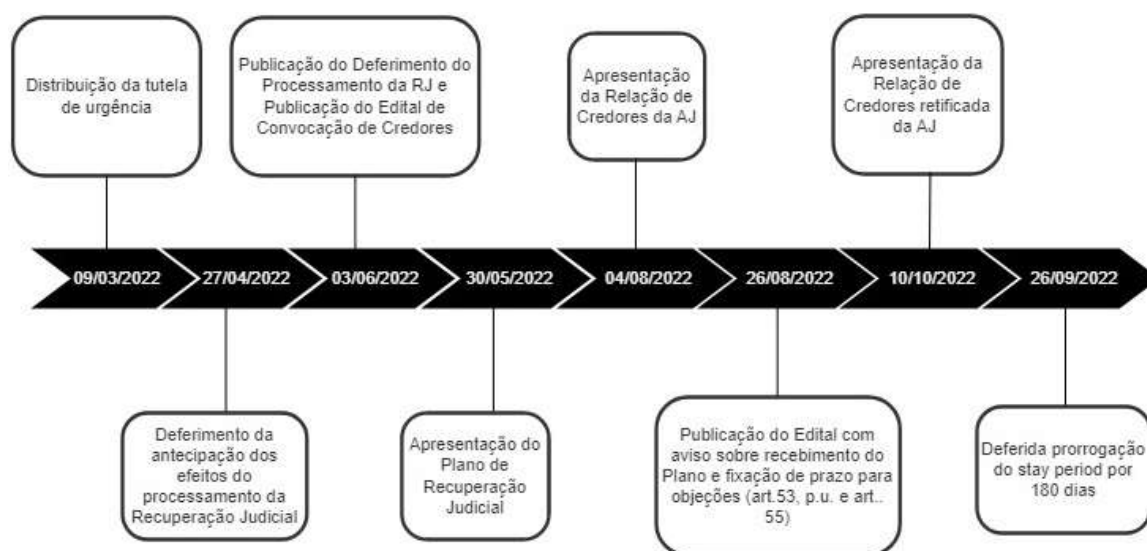 Distribuição da tutela
de urgência
Publicação do Deferimento do
Processamento da RJ e
Publicação do Edital de
Convocação de Credores
Apresentação
da Relação de
Credores da AJ
Apresentação da
Relação de
Credores retificada
da AJ
09/03/2022
27/04/2022
03/06/2022
30/05/2022
04/08/2022
26/08/2022
10/10/2022
26/09/2022
Deferimento da
antecipação dos
efeitos do
processamento da
Recuperação Judicial
Apresentação do
Plano de
Recuperação
Judicial
Publicação do Edital com
aviso sobre recebimento do
Plano e fixação de prazo para
objeções (art.53, p.u. e art..
55)
Deferida prorrogação
do stay period por
180 dias